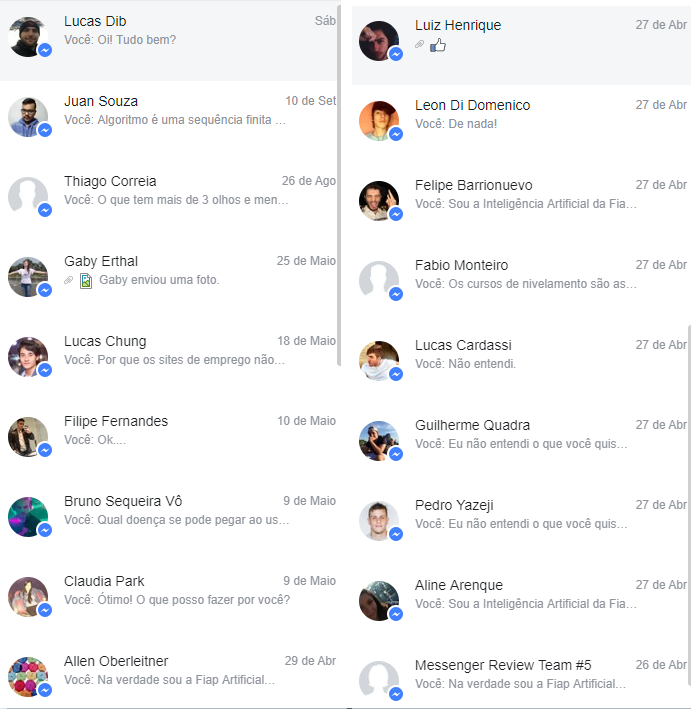 Lucas Dib Sáb
Você: Oi! Tudo bem?
Juan Souza 10 de Set
Você: Algoritmo é uma sequência finita ...
Thiago Correia 26 de Ago
Você: O que tem mais de 3 olhos e men...
Gaby Erthal 25 de Maio
Gaby enviou uma foto.
Lucas Chung 18 de Maio
Você: Por que os sites de emprego não...
Filipe Fernandes 10 de Maio
Você: Ok....
Bruno Sequeira Vô 9 de Maio
Você: Qual doença se pode pegar ao us...
Claudia Park 9 de Maio
Você: Ótimo! O que posso fazer por você?
Allen Oberleitner 29 de Abr
Você: Na verdade sou a Fiap Artificial...
Luiz Henrique 27 de Abr
Leon Di Domenico 27 de Abr
Você: De nada!
Felipe Barrionuevo 27 de Abr
Você: Sou a Inteligência Artificial da Fia...
Fabio Monteiro 27 de Abr
Você: Os cursos de nivelamento são as...
Lucas Cardassi 27 de Abr
Você: Não entendi.
Guilherme Quadra 27 de Abr
Você: Eu não entendi o que você quis...
Pedro Yazeji 27 de Abr
Você: Eu não entendi o que você quis...
Aline Arenque 27 de Abr
Você: Sou a Inteligência Artificial da Fia...
Messenger Review Team #5 26 de Abr
Você: Na verdade sou a Fiap Artificial...